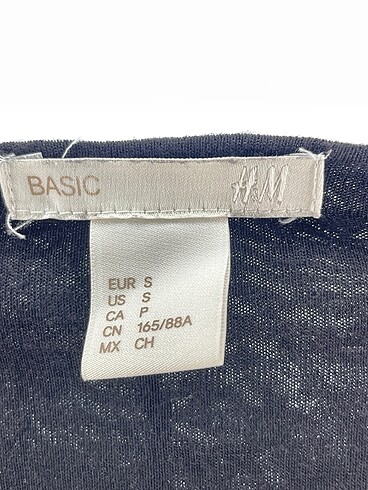 BASIC H&M
EUR S
US S
CA P
CN 165/88A
MX CH